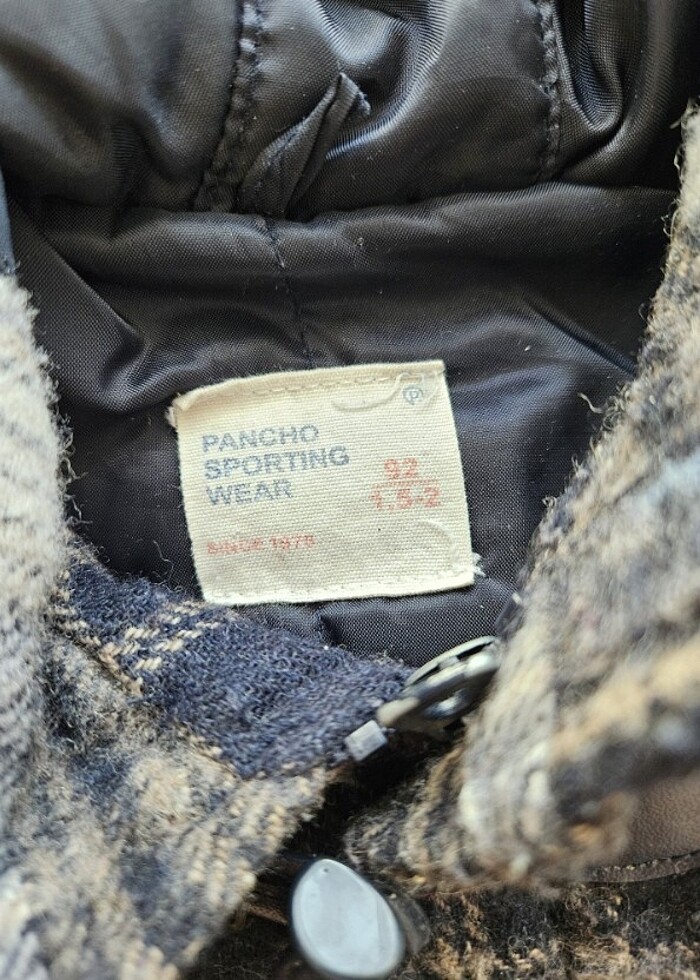 PANCHO
SPORTING
WEAR
92
1.5-2
SINCE 1978